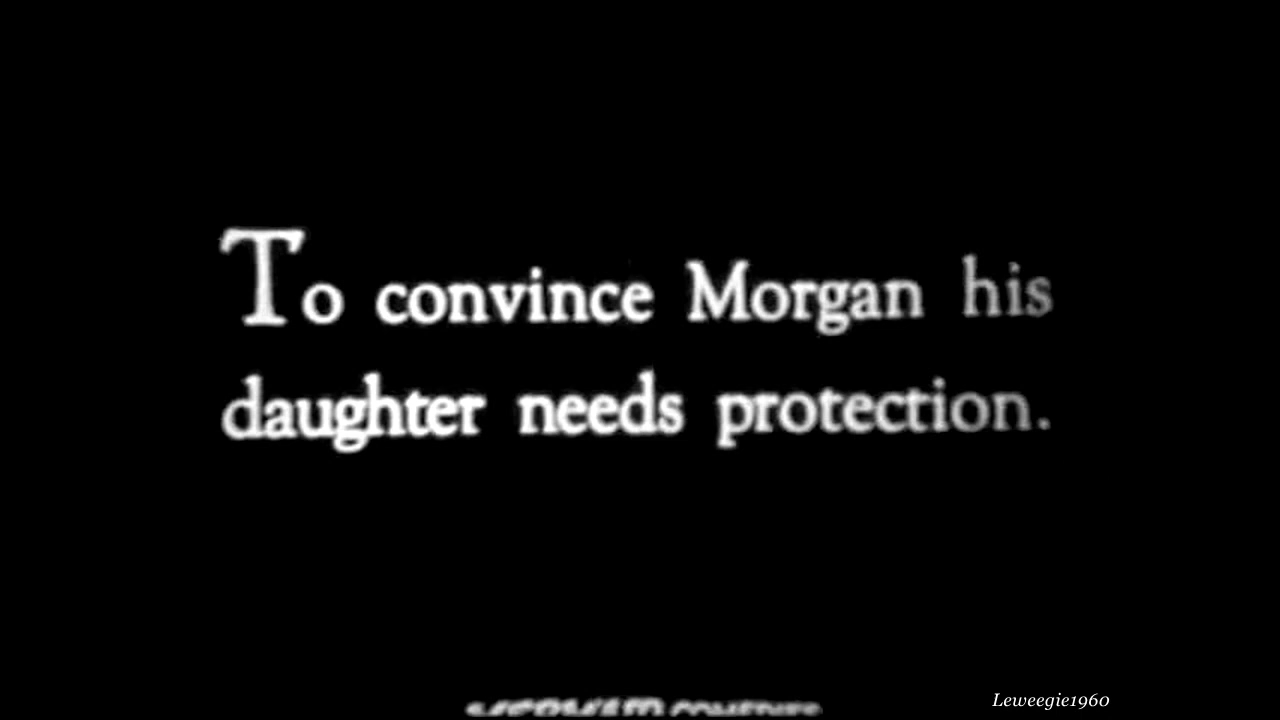 To convince Morgan his
daughter needs protection.
Leweegie1960